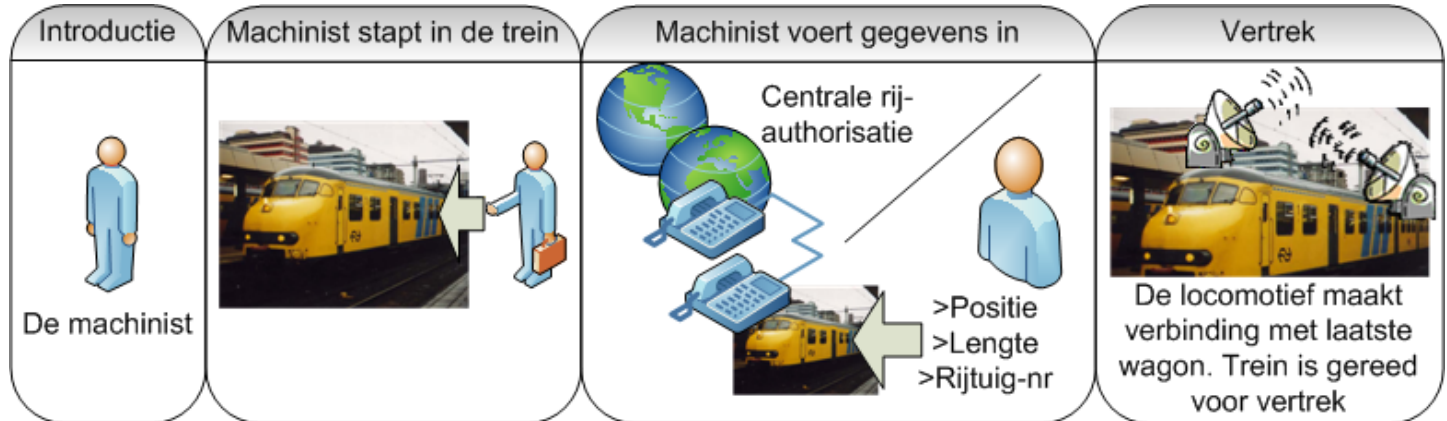 Introductie
De machinist
Machinist stapt in de trein
Machinist voert gegevens in
Centrale rij-
authorisatie
>Positie
>Lengte
>Rijtuig-nr
Vertrek
De locomotief maakt
verbinding met laatste
wagon. Trein is gereed
voor vertrek